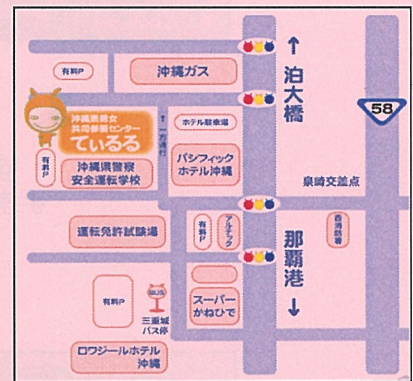 有料P
沖縄ガス
↑
泊大橋
58
沖縄県男女
共同参画センター
てぃるる
↑
一方通行
ホテル駐車場
有料P
沖縄県警察
安全運転学校
パシフィック
ホテル沖縄
泉崎交差点
運転免許試験場
有料P
アルテック
西消防署
那覇港
↓
有料P
BUS
三重城
バス停
スーパー
かねひで
ロワジールホテル
沖縄